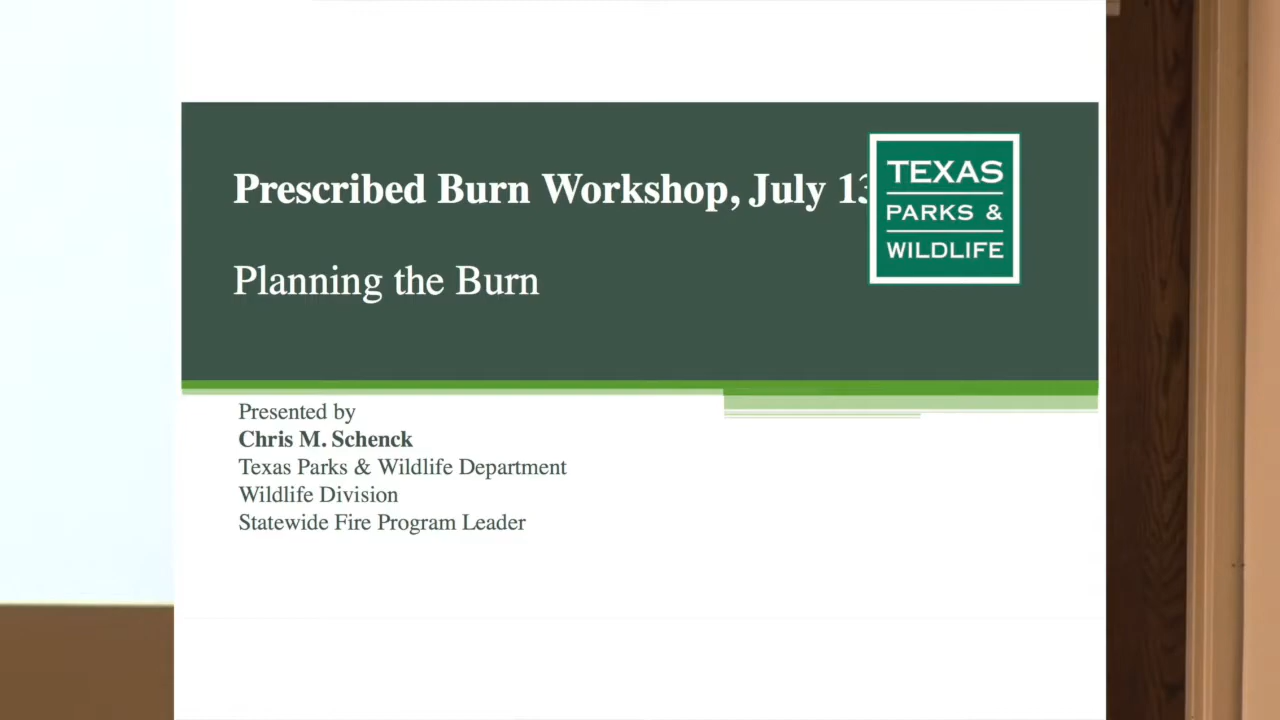 Prescribed Burn Workshop, July 13
Planning the Burn
TEXAS
PARKS &
WILDLIFE
Presented by
Chris M. Schenck
Texas Parks & Wildlife Department
Wildlife Division
Statewide Fire Program Leader